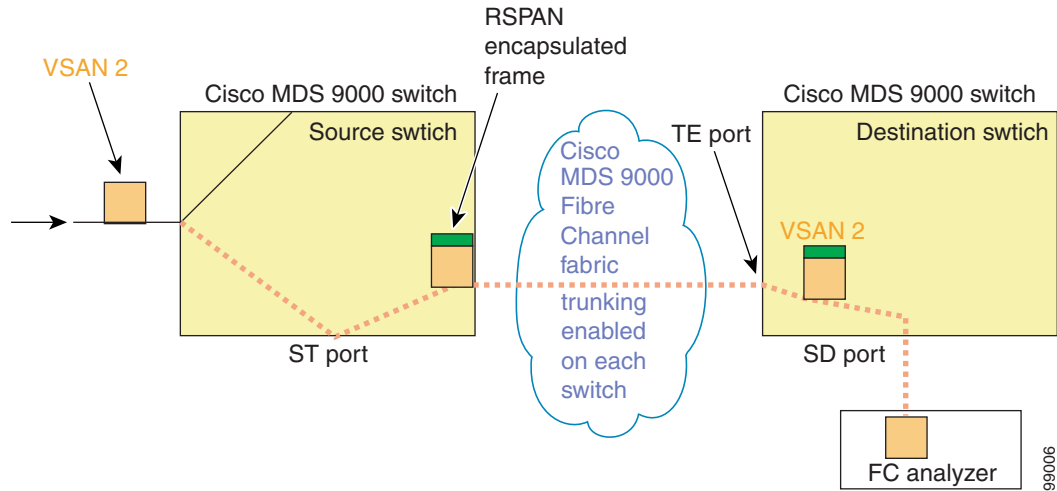 RSPAN
encapsulated
frame
VSAN 2
Cisco MDS 9000 switch
Source swtich
Cisco MDS 9000 switch
Destination swtich
TE port
Cisco
MDS 9000
Fibre
Channel
fabric
trunking
enabled
on each
switch
VSAN 2
ST port
SD port
FC analyzer
99006